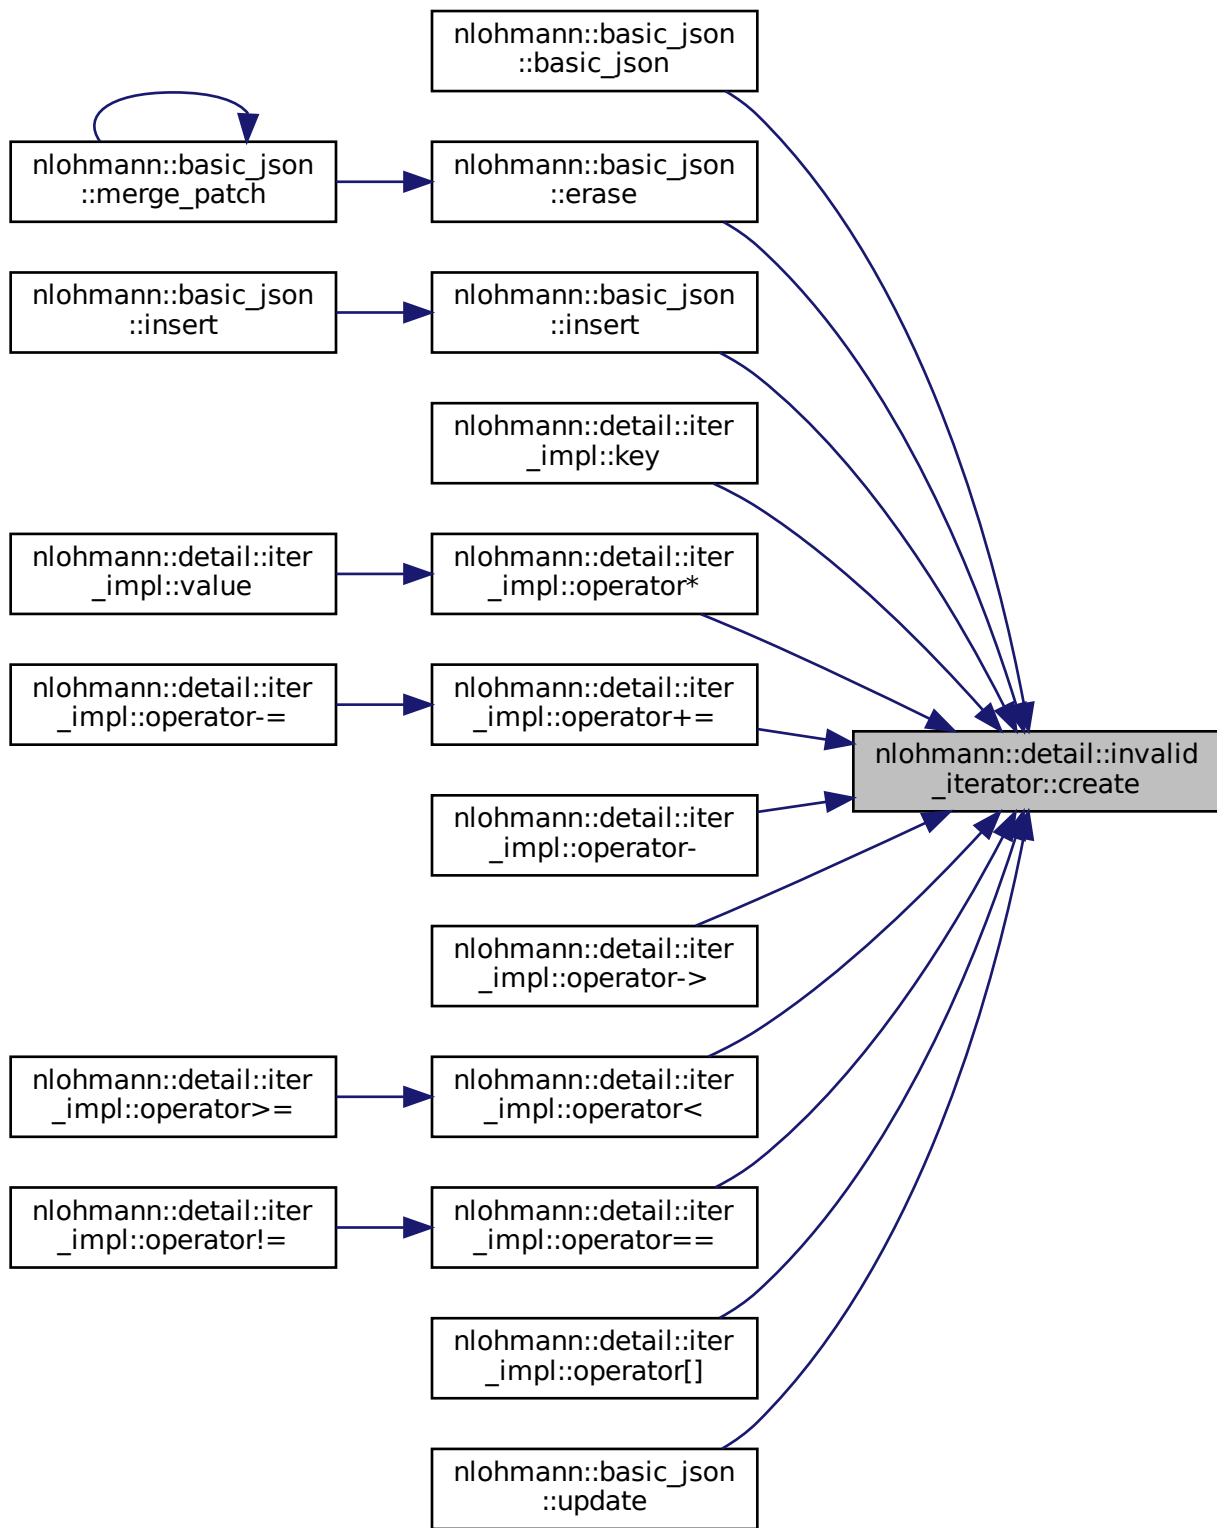 nlohmann::basic_json
::basic_json
nlohmann::basic_json
::merge_patch
nlohmann::basic_json
::erase
nlohmann::basic_json
::insert
nlohmann::basic_json
::insert
nlohmann::detail::iter
_impl::key
nlohmann::detail::iter
_impl::value
nlohmann::detail::iter
_impl::operator*
nlohmann::detail::iter
_impl::operator-=
nlohmann::detail::iter
_impl::operator+=
nlohmann::detail::invalid
_iterator::create
nlohmann::detail::iter
_impl::operator-
nlohmann::detail::iter
_impl::operator->
nlohmann::detail::iter
_impl::operator>=
nlohmann::detail::iter
_impl::operator<
nlohmann::detail::iter
_impl::operator!=
nlohmann::detail::iter
_impl::operator==
nlohmann::detail::iter
_impl::operator[]
nlohmann::basic_json
::update